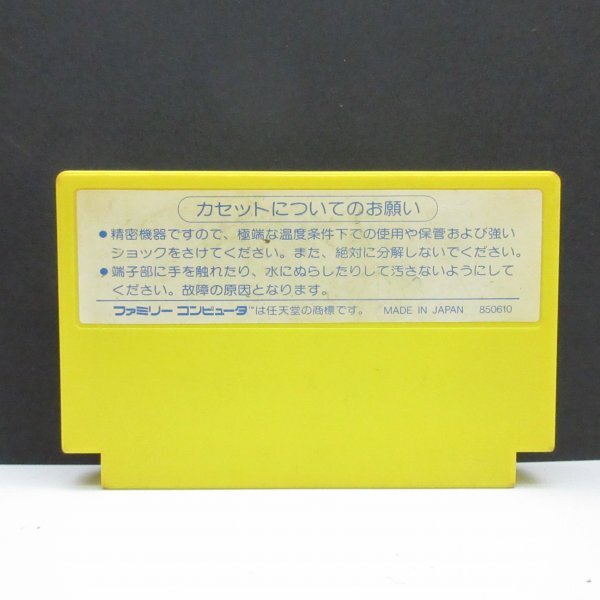 カセットについてのお願い
●精密機器ですので、極端な温度条件下での使用や保管および強い
ショックをさけてください。また、絶対に分解しないでください。
●端子部に手を触れたり、水にぬらしたりして汚さないようにして
ください。故障の原因となります。
ファミリー コンピュータ™は任天堂の商標です。 MADE IN JAPAN 850610